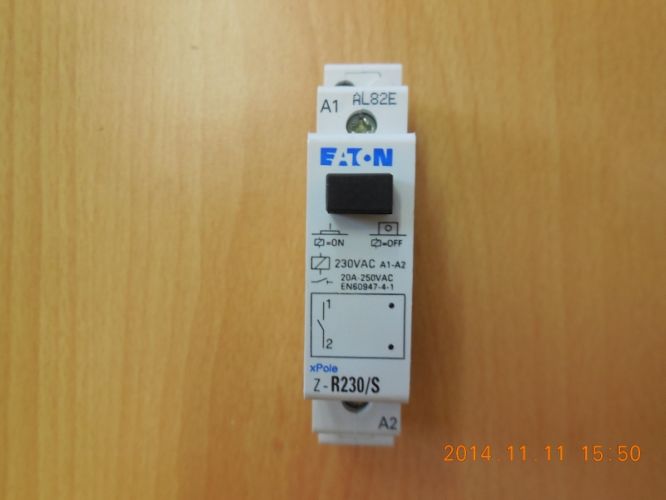 A1 AL82E
EATON
=ON =OFF
230VAC A1-A2
20A-250VAC
EN60947-4-1
1
2
xPole
Z-R230/S
A2
2014.11.11 15:50